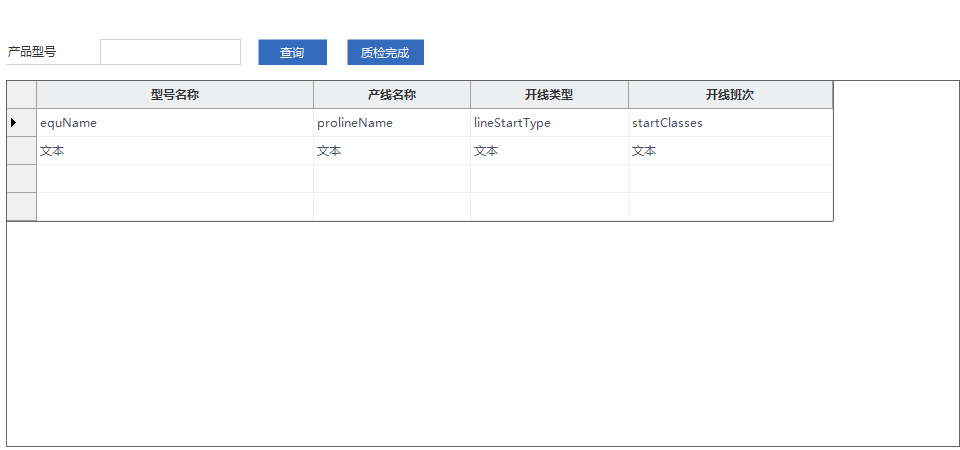 产品型号 查询 质检完成
型号名称 产线名称 开线类型 开线班次
equName prolineName lineStartType startClasses
文本 文本 文本 文本